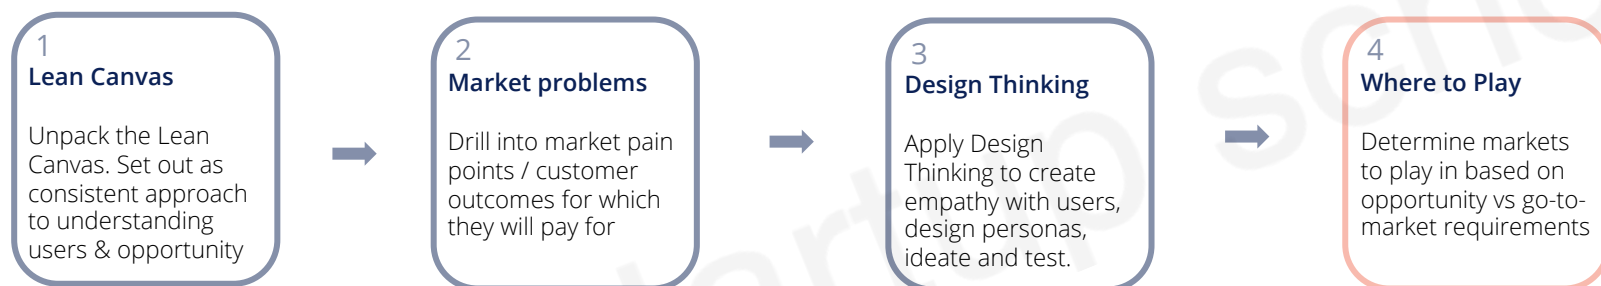 1
Lean Canvas
Unpack the Lean
Canvas. Set out as
consistent approach
to understanding
users & opportunity
2
Market problems
Drill into market pain
points / customer
outcomes for which
they will pay for
3
Design Thinking
Apply Design
Thinking to create
empathy with users,
design personas,
ideate and test.
4
Where to Play
Determine markets
to play in based on
opportunity vs go-to-
market requirements